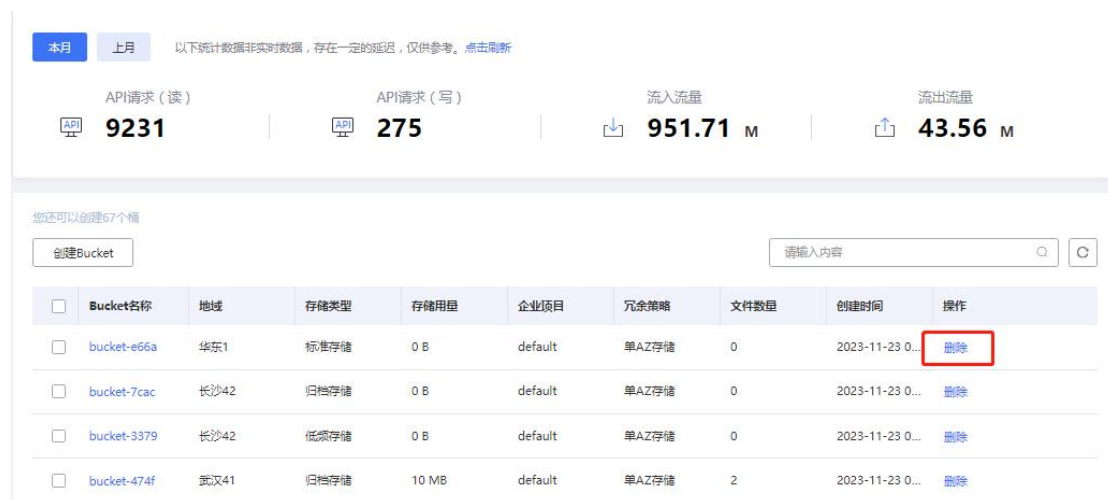 本月 上月 以下统计数据非实时数据，存在一定的延迟，仅供参考。点击刷新
API请求（读） API请求（写） 流入流量 流出流量
API 9231 API 275 951.71 M 43.56 M
您还可以创建67个桶
创建Bucket 请输入内容
Bucket名称 地域 存储类型 存储用量 企业项目 冗余策略 文件数量 创建时间 操作
bucket-e66a 华东1 标准存储 0 B default 单AZ存储 0 2023-11-23 0... 删除
bucket-7cac 长沙42 归档存储 0 B default 单AZ存储 0 2023-11-23 0... 删除
bucket-3379 长沙42 低频存储 0 B default 单AZ存储 0 2023-11-23 0... 删除
bucket-474f 武汉41 归档存储 10 MB default 单AZ存储 2 2023-11-23 0... 删除